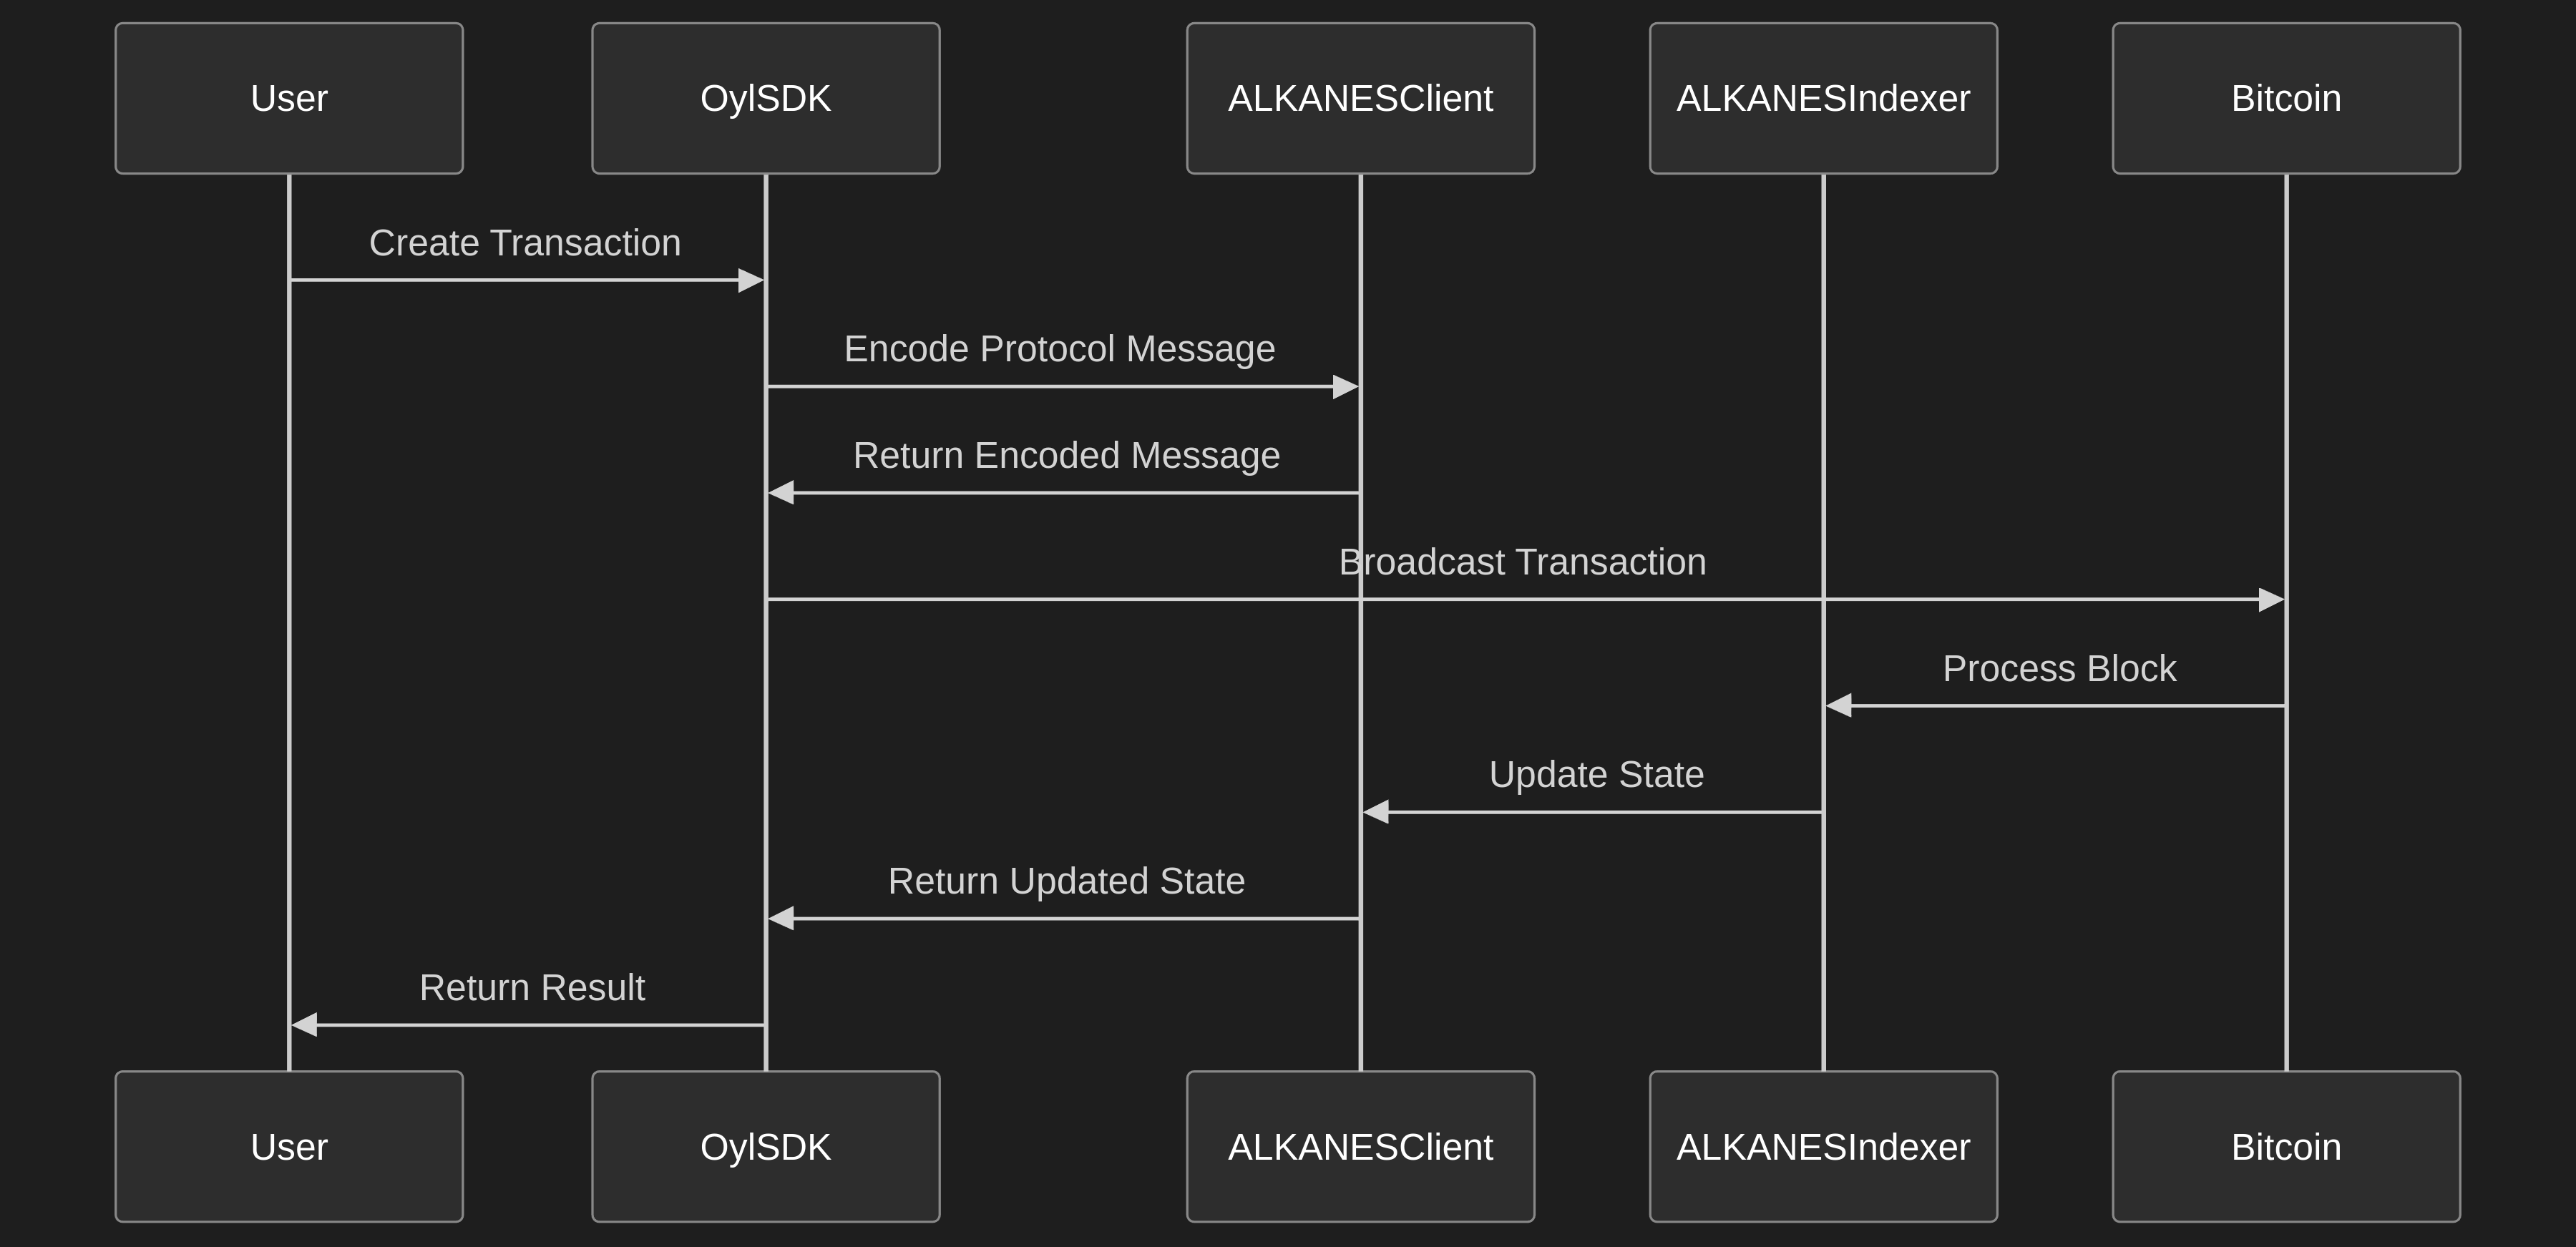 User
OylSDK
ALKANESClient
ALKANESIndexer
Bitcoin
Create Transaction
Encode Protocol Message
Return Encoded Message
Broadcast Transaction
Process Block
Update State
Return Updated State
Return Result
User
OylSDK
ALKANESClient
ALKANESIndexer
Bitcoin